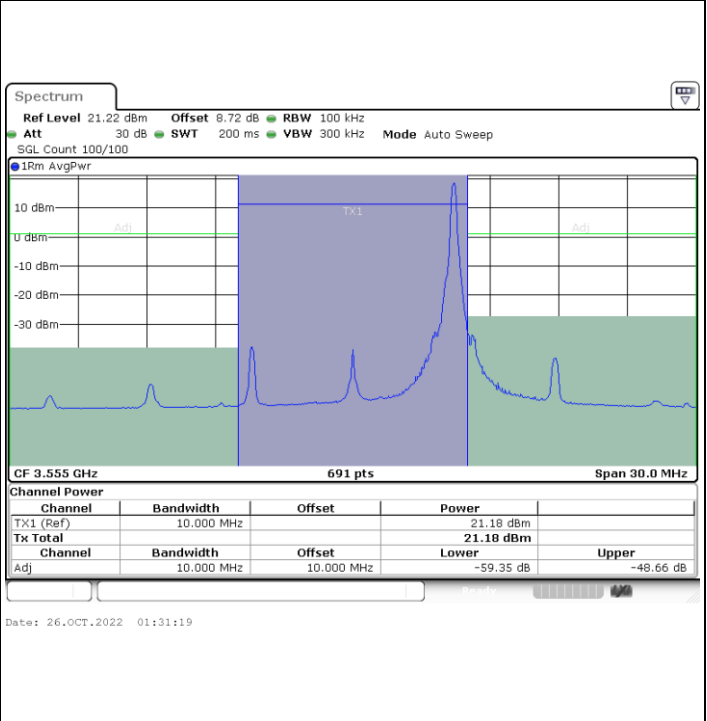 Spectrum
Ref Level 21.22 dBm Offset 8.72 dB RBW 100 kHz
Att 30 dB SWT 200 ms VBW 300 kHz Mode Auto Sweep
SGL Count 100/100
1Rm AvgPwr
10 dBm
TX1
Adj
Adj
0 dBm
-10 dBm
-20 dBm
-30 dBm
CF 3.555 GHz 691 pts Span 30.0 MHz
Channel Power
Channel Bandwidth Offset Power
TX1 (Ref) 10.000 MHz 21.18 dBm
Tx Total 21.18 dBm
Channel Bandwidth Offset Lower Upper
Adj 10.000 MHz 10.000 MHz -59.35 dB -48.66 dB
Ready
Date: 26.OCT.2022 01:31:19